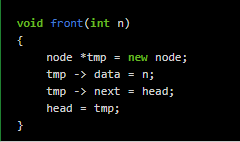 void front(int n)
{
    node *tmp = new node;
    tmp -> data = n;
    tmp -> next = head;
    head = tmp;
}